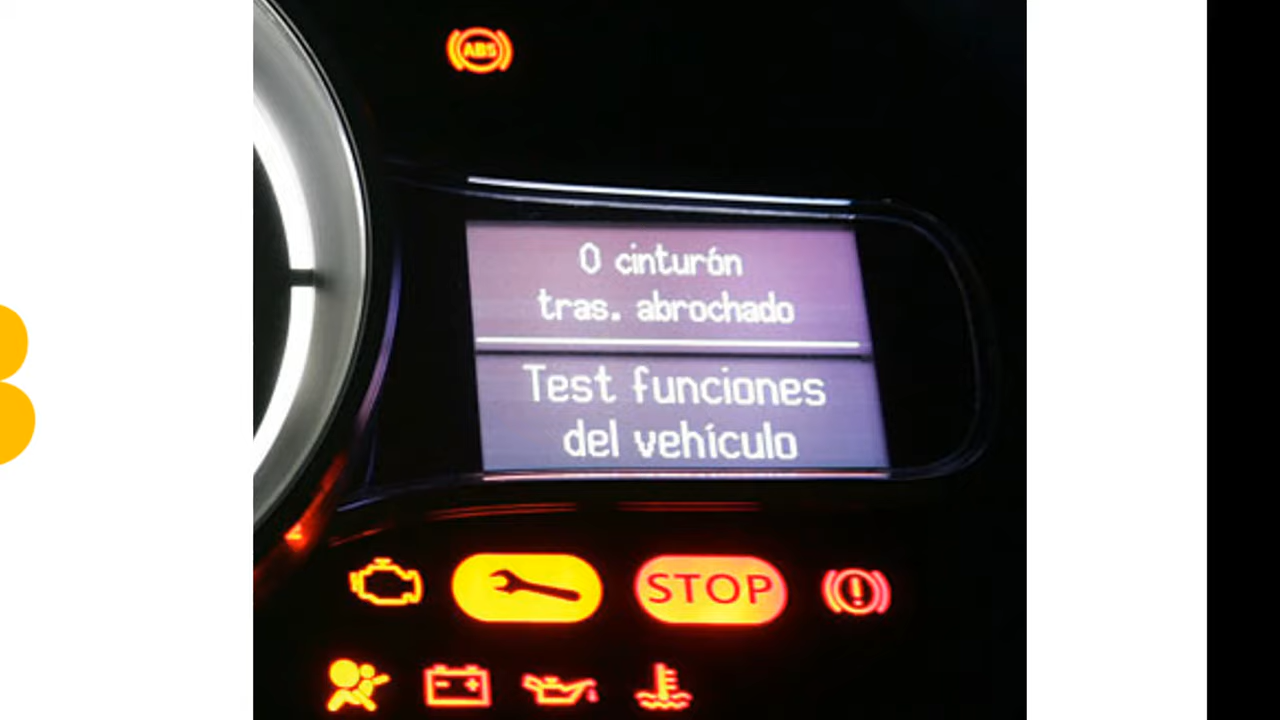 ABS
0 cinturón
tras. abrochado
Test funciones
del vehículo
STOP